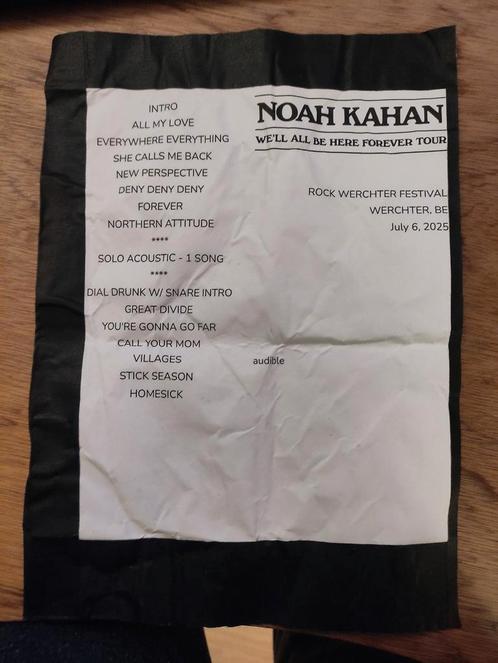 INTRO
ALL MY LOVE
EVERYWHERE EVERYTHING
SHE CALLS ME BACK
NEW PERSPECTIVE
DENY DENY DENY
FOREVER
NORTHERN ATTITUDE
****
SOLO ACOUSTIC - 1 SONG
****
DIAL DRUNK W/ SNARE INTRO
GREAT DIVIDE
YOU'RE GONNA GO FAR
CALL YOUR MOM
VILLAGES audible
STICK SEASON
HOMESICK
NOAH KAHAN
WE'LL ALL BE HERE FOREVER TOUR
ROCK WERCHTER FESTIVAL
WERCHTER, BE
July 6, 2025